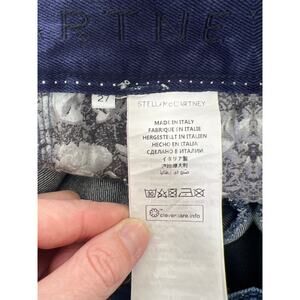 ARTNEY
27
STELLA McCARTNEY
MADE IN ITALY
FABRIQUE EN ITALIE
HERGESTELLT IN ITALIEN
HECHO EN ITALIA
СДЕЛАНО В ИТАЛИИ
イタリア製
clevercare.info